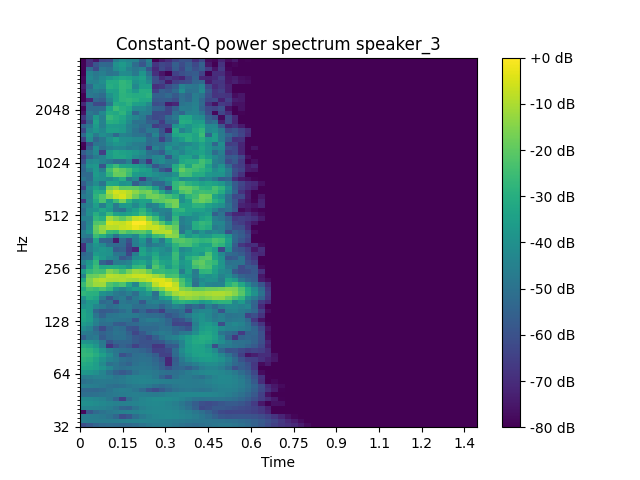 Constant-Q power spectrum speaker_3
Hz
2048
1024
512
256
128
64
32
0 0.15 0.3 0.45 0.6 0.75 0.9 1.1 1.2 1.4
Time
+0 dB
-10 dB
-20 dB
-30 dB
-40 dB
-50 dB
-60 dB
-70 dB
-80 dB